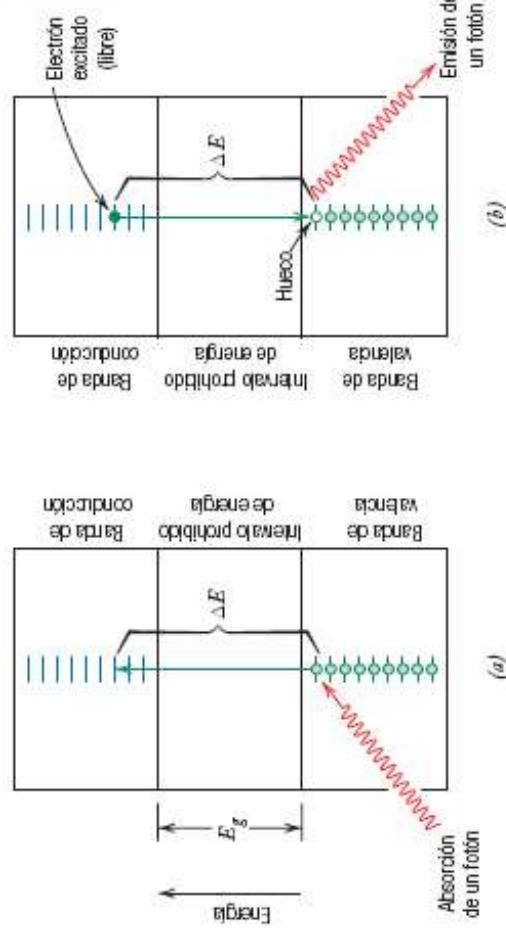 Energía
E_g
Absorción
de un fotón
ΔE
Banda de
conducción
Intervalo prohibido
de energía
Banda de
valencia
(a)
Banda de
conducción
Intervalo prohibido
de energía
Banda de
valencia
Electrón
excitado
(libre)
ΔE
Hueco
Emisión de
un fotón
(b)